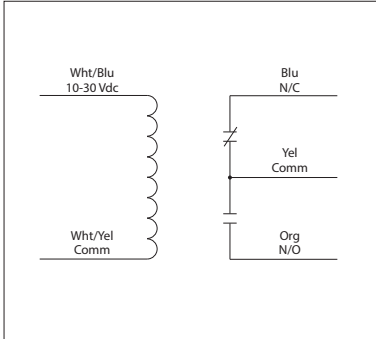 Wht/Blu
10-30 Vdc
Blu
N/C
Yel
Comm
Wht/Yel
Comm
Org
N/O